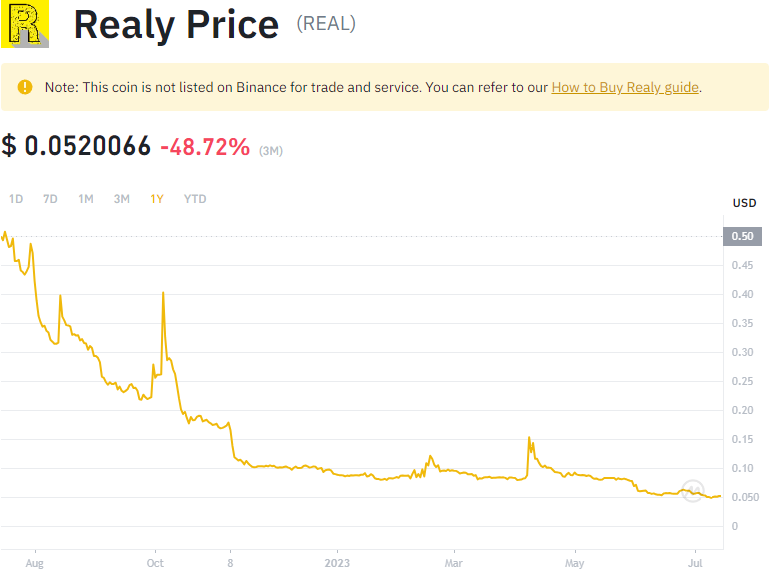 R
Realy Price (REAL)
Note: This coin is not listed on Binance for trade and service. You can refer to our How to Buy Realy guide.
$ 0.0520066 -48.72% (3M)
1D 7D 1M 3M 1Y YTD
USD
0.50
0.45
0.40
0.35
0.30
0.25
0.20
0.15
0.10
0.050
0
Aug Oct 8 2023 Mar May Jul